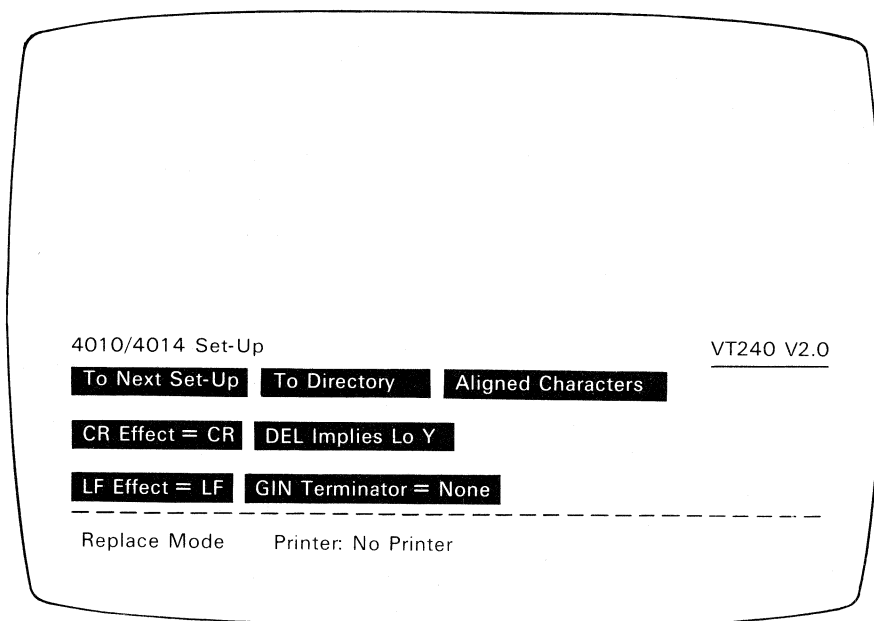 4010/4014 Set-Up VT240 V2.0
To Next Set-Up To Directory Aligned Characters
CR Effect = CR DEL Implies Lo Y
LF Effect = LF GIN Terminator = None
Replace Mode Printer: No Printer